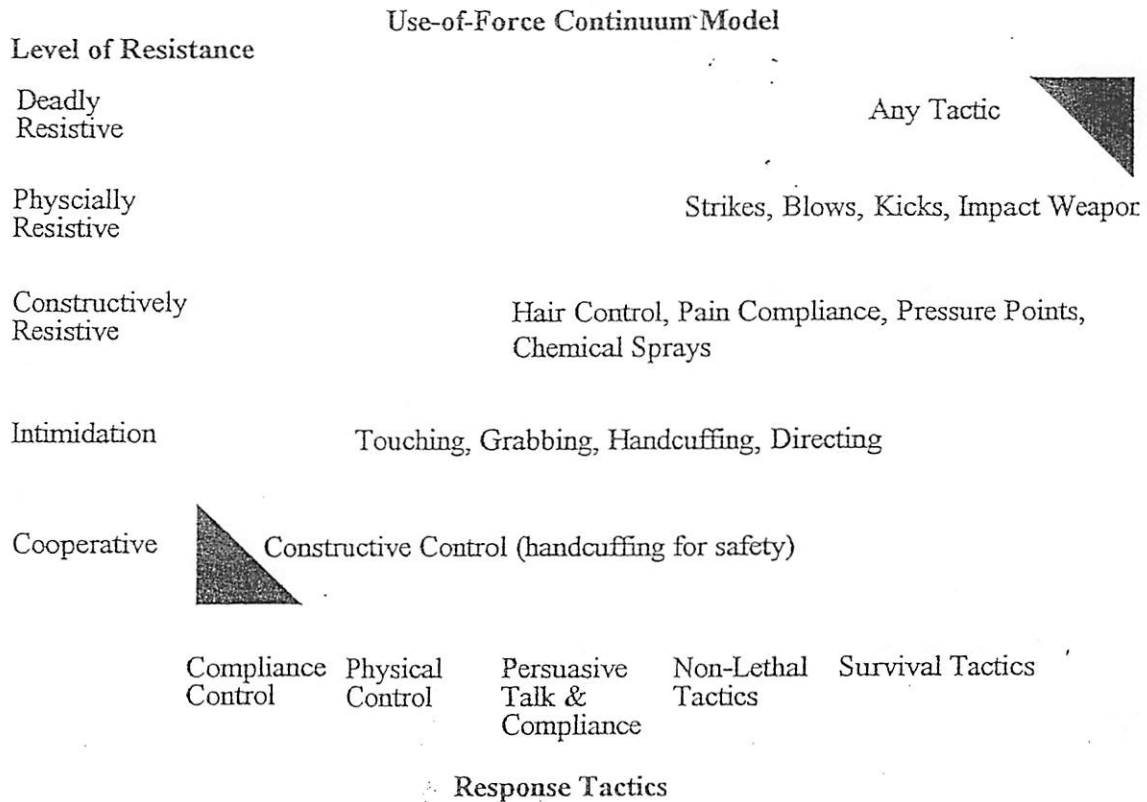 Use-of-Force Continuum Model
Level of Resistance
Deadly
Resistive
Any Tactic
Physcially
Resistive
Strikes, Blows, Kicks, Impact Weapon
Constructively
Resistive
Hair Control, Pain Compliance, Pressure Points,
Chemical Sprays
Intimidation
Touching, Grabbing, Handcuffing, Directing
Cooperative
Constructive Control (handcuffing for safety)
Compliance
Control
Physical
Control
Persuasive
Talk &
Compliance
Non-Lethal
Tactics
Survival Tactics
Response Tactics